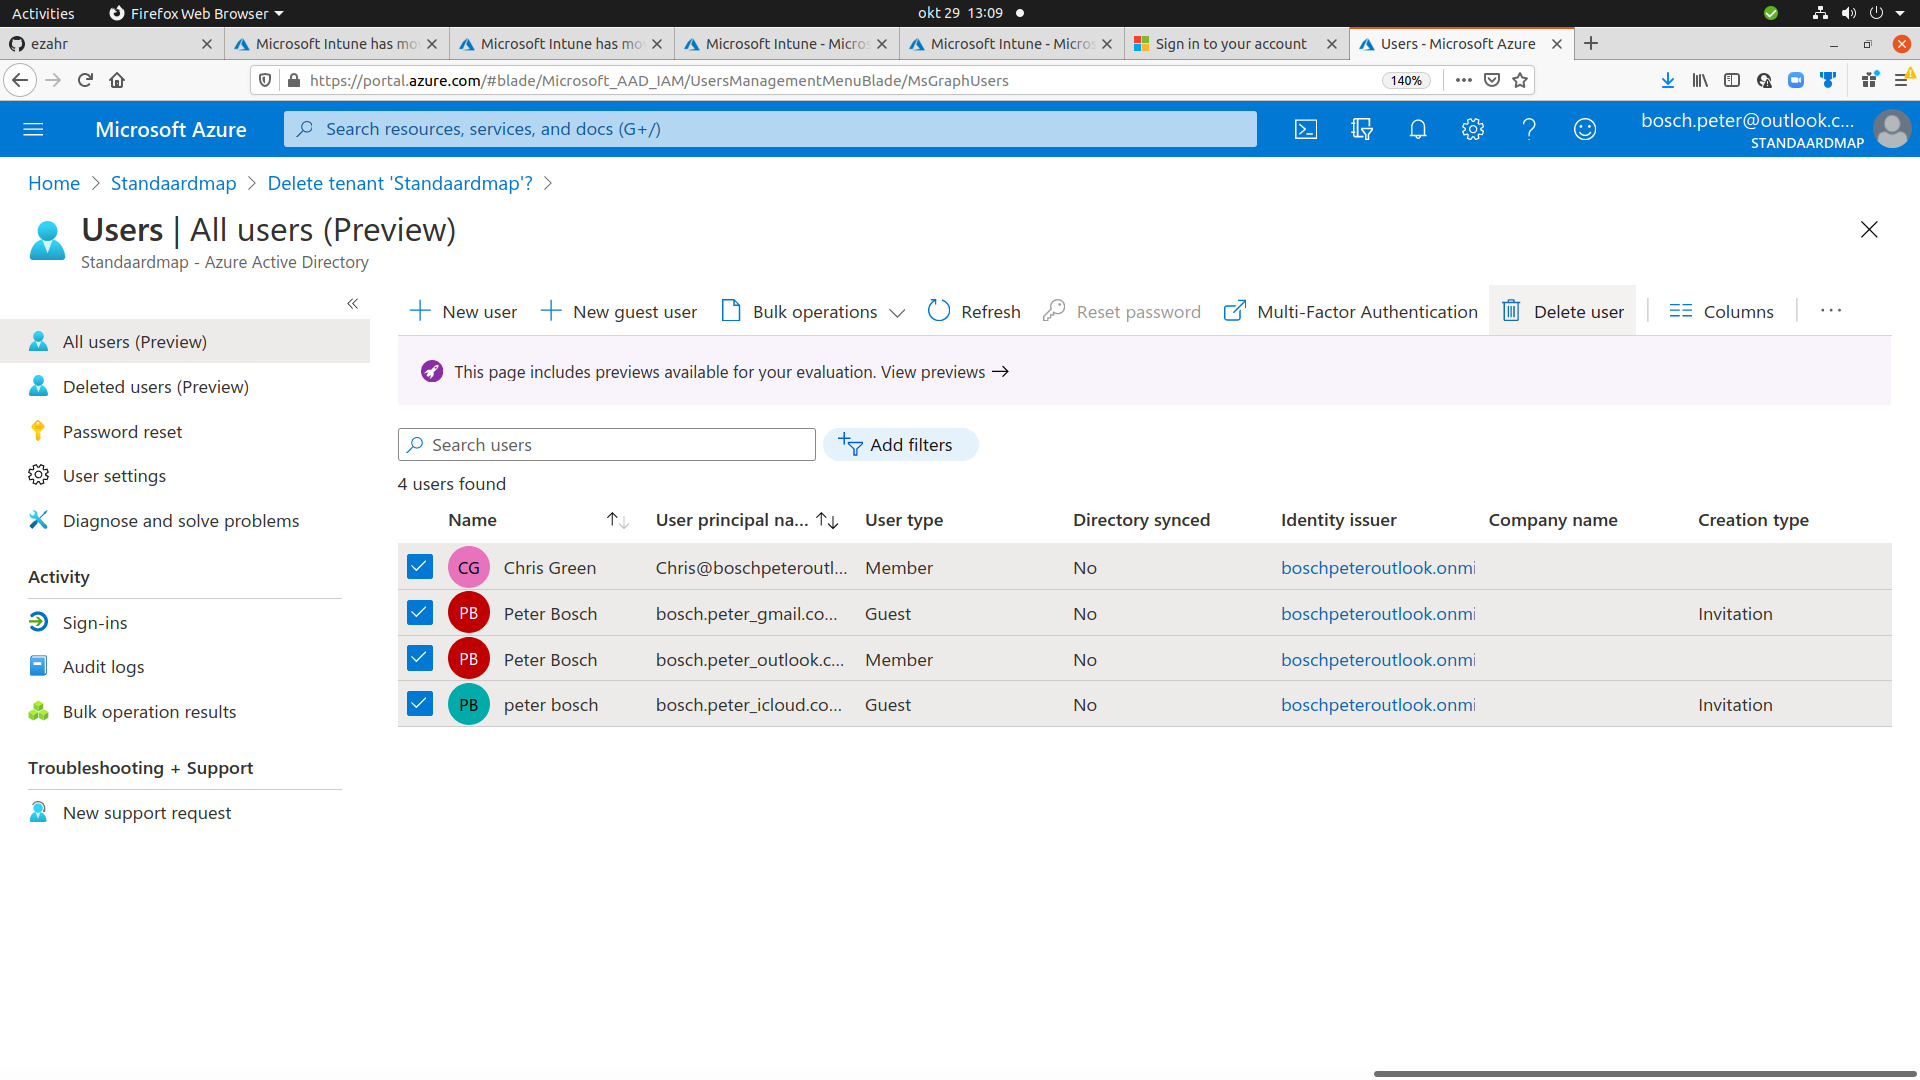 Activities
Firefox Web Browser
okt 29 13:09
ezahr
Microsoft Intune has mo
Microsoft Intune has mo
Microsoft Intune - Micros
Microsoft Intune - Micros
Sign in to your account
Users - Microsoft Azure
https://portal.azure.com/#blade/Microsoft_AAD_IAM/UsersManagementMenuBlade/MsGraphUsers
140%
Microsoft Azure
Search resources, services, and docs (G+/)
bosch.peter@outlook.c...
STANDAARDMAP
Home > Standaardmap > Delete tenant 'Standaardmap'? >
Users | All users (Preview)
Standaardmap - Azure Active Directory
All users (Preview)
Deleted users (Preview)
Password reset
User settings
Diagnose and solve problems
Activity
Sign-ins
Audit logs
Bulk operation results
Troubleshooting + Support
New support request
New user
New guest user
Bulk operations
Refresh
Reset password
Multi-Factor Authentication
Delete user
Columns
This page includes previews available for your evaluation. View previews →
Search users
Add filters
4 users found
Name User principal na... User type Directory synced Identity issuer Company name Creation type
CG Chris Green Chris@boschpeteroutl... Member No boschpeteroutlook.onmi
PB Peter Bosch bosch.peter_gmail.co... Guest No boschpeteroutlook.onmi Invitation
PB Peter Bosch bosch.peter_outlook.c... Member No boschpeteroutlook.onmi
PB peter bosch bosch.peter_icloud.co... Guest No boschpeteroutlook.onmi Invitation